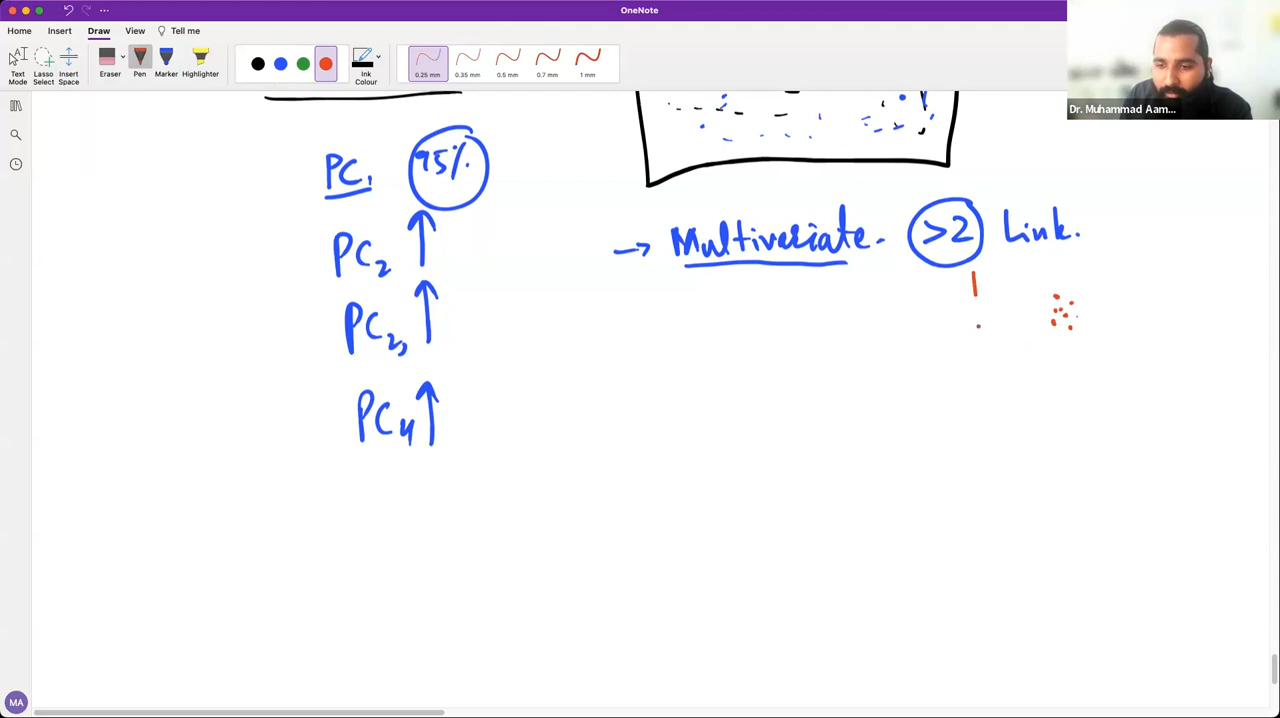 OneNote
Home Insert Draw View Tell me
Text Mode
Lasso Select
Insert Space
Eraser
Pen
Marker
Highlighter
Ink Colour
0.25 mm
0.35 mm
0.5 mm
0.7 mm
1 mm
Dr. Muhammad Aam...
PC1 95%
PC2 ↑
PC2, ↑
PC4 ↑
→ Multivariate. >2 Link.
MA